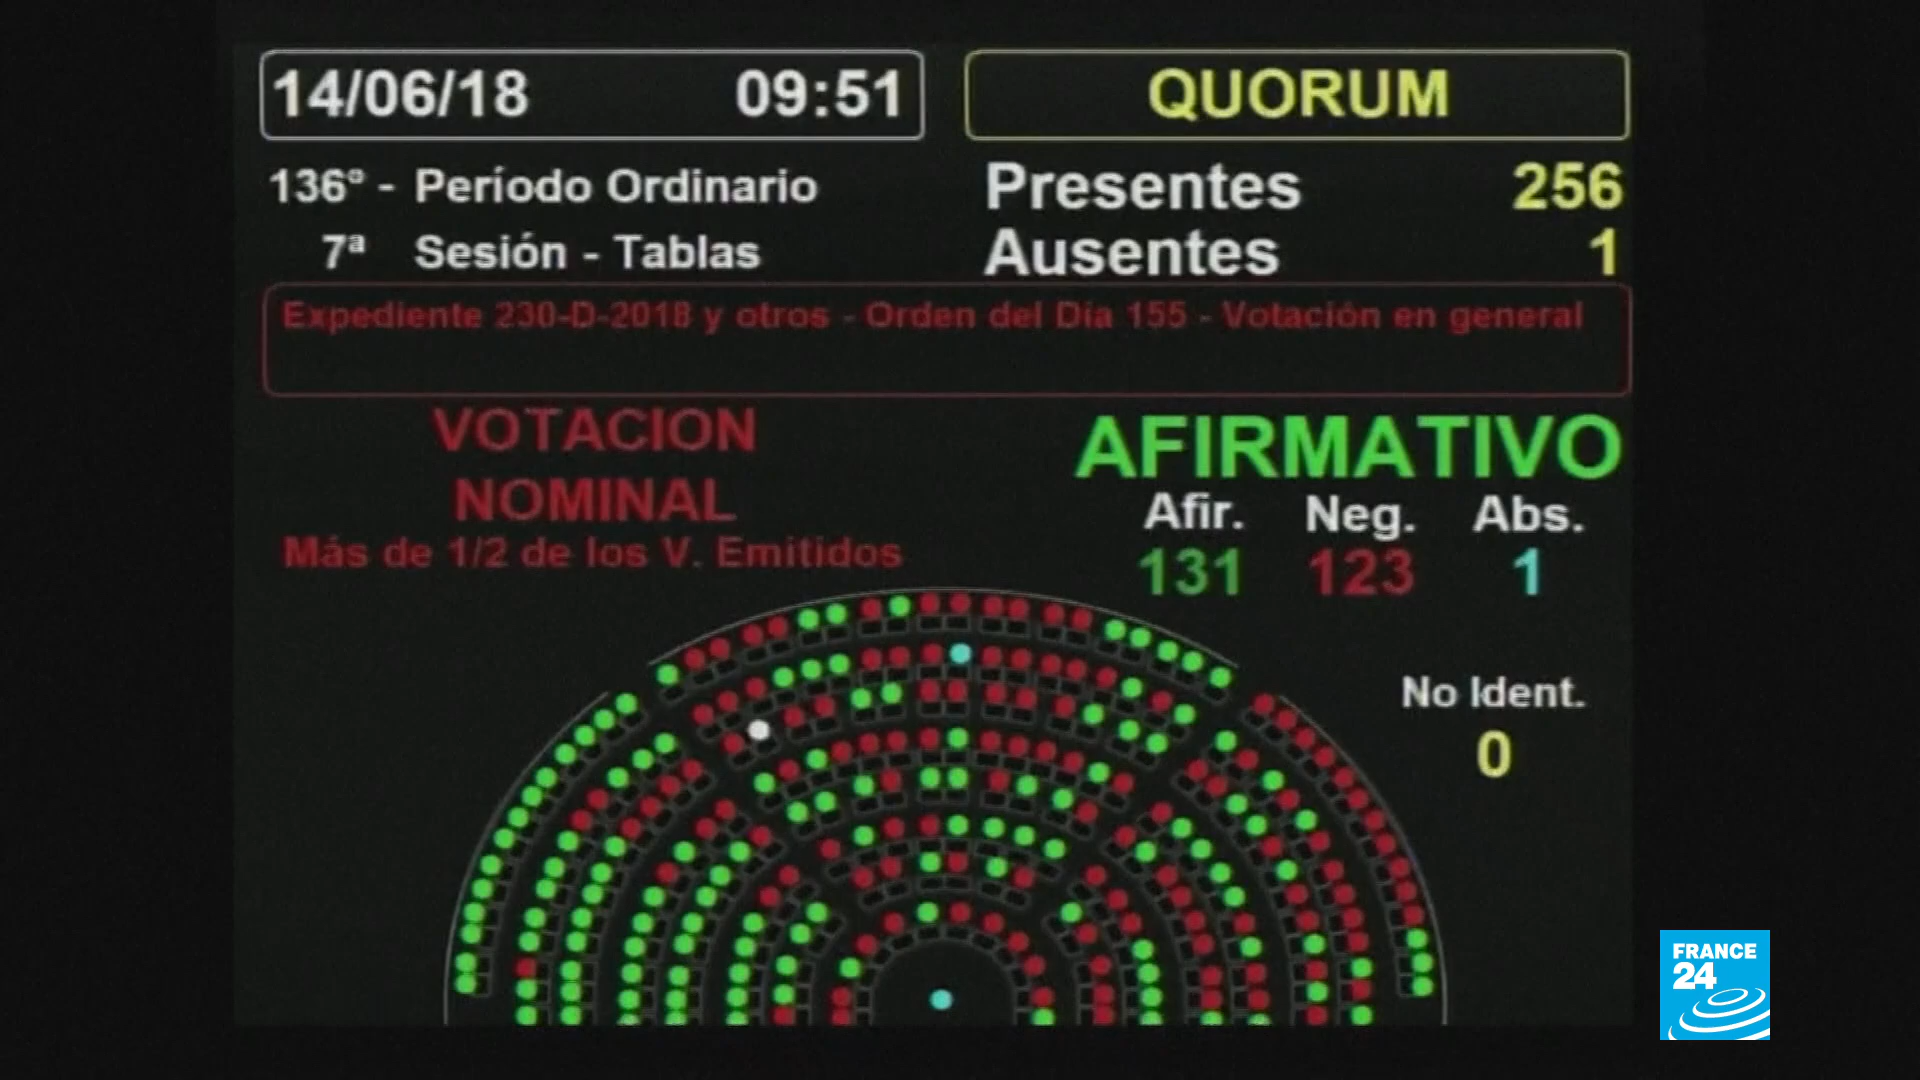 14/06/18 09:51
QUORUM
136º - Período Ordinario
Presentes 256
7ª Sesión - Tablas
Ausentes 1
Expediente 230-D-2018 y otros - Orden del Día 155 - Votación en general
VOTACION
NOMINAL
Más de 1/2 de los V. Emitidos
AFIRMATIVO
Afir. Neg. Abs.
131 123 1
No Ident.
0
FRANCE
24